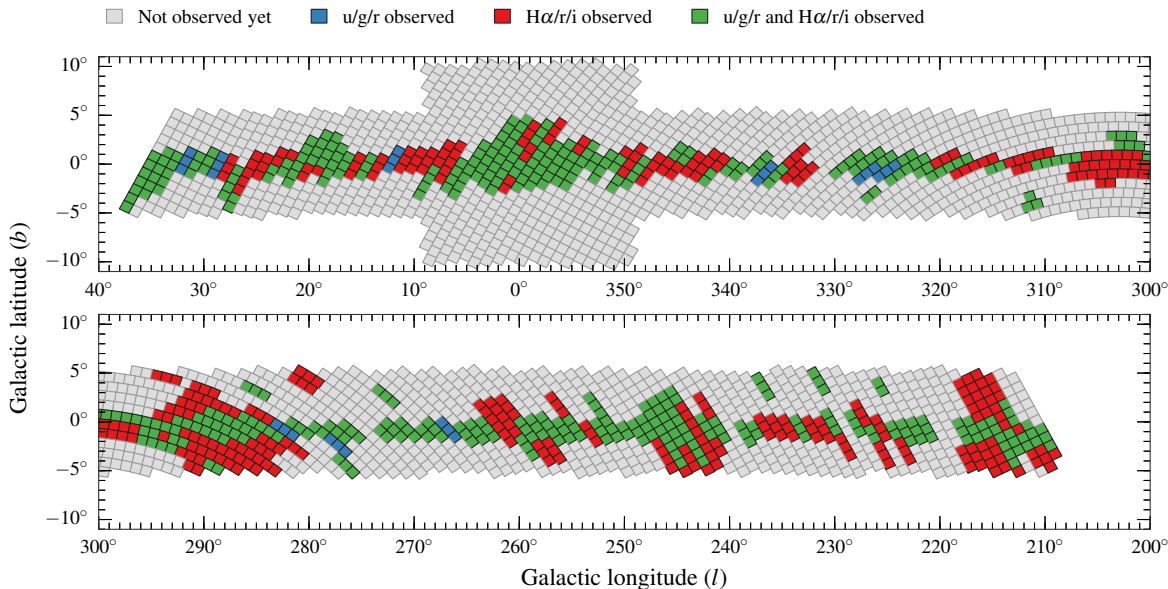 Not observed yet u/g/r observed Hα/r/i observed u/g/r and Hα/r/i observed
10°
5°
0°
−5°
−10°
40° 30° 20° 10° 0° 350° 340° 330° 320° 310° 300°
Galactic latitude (b)
10°
5°
0°
−5°
−10°
300° 290° 280° 270° 260° 250° 240° 230° 220° 210° 200°
Galactic longitude (l)